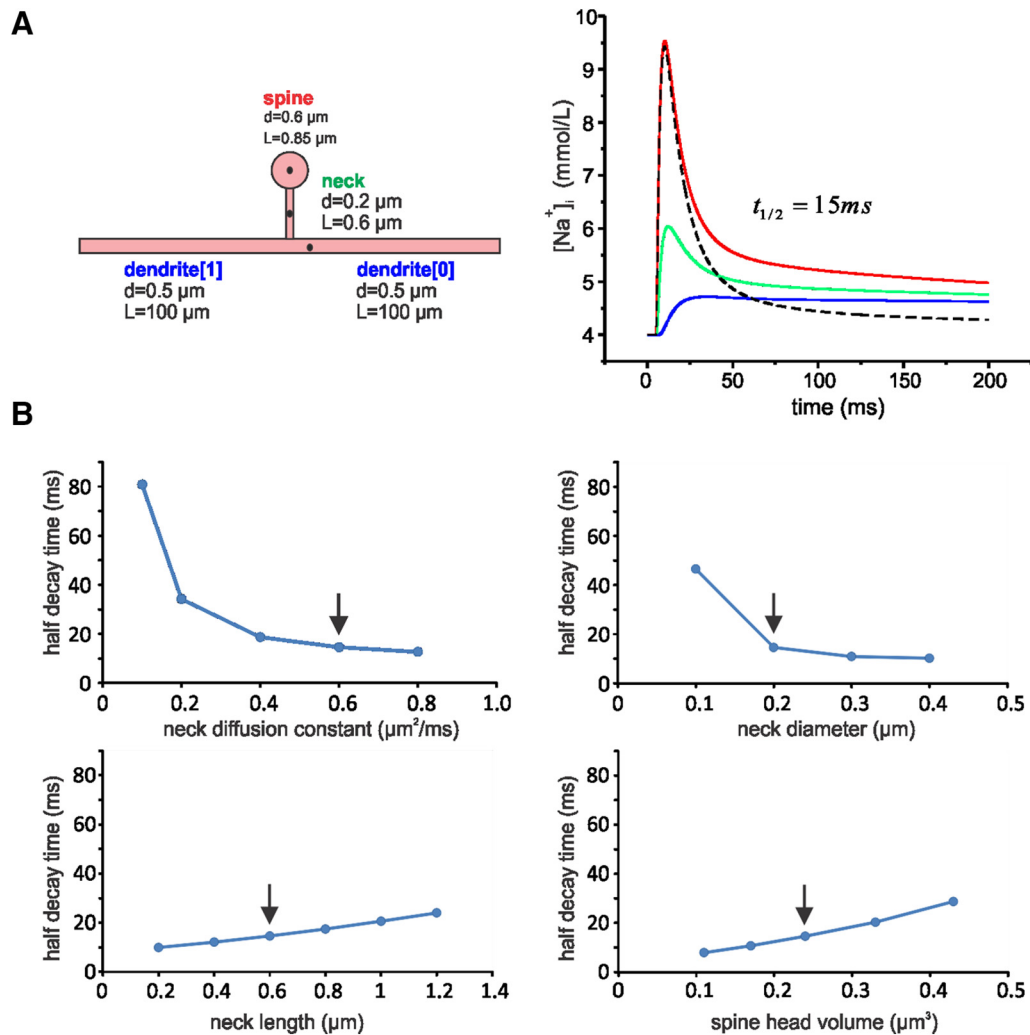 A
spine
d=0.6 µm
L=0.85 µm
neck
d=0.2 µm
L=0.6 µm
dendrite[1]
d=0.5 µm
L=100 µm
dendrite[0]
d=0.5 µm
L=100 µm
[Na⁺]ᵢ (mmol/L)
10
9
8
7
6
5
4
t₁/₂ = 15ms
0
50
100
150
200
time (ms)
B
half decay time (ms)
80
60
40
20
0
0.0
0.2
0.4
0.6
0.8
1.0
neck diffusion constant (µm²/ms)
half decay time (ms)
80
60
40
20
0
0.0
0.1
0.2
0.3
0.4
0.5
neck diameter (µm)
half decay time (ms)
80
60
40
20
0
0.0
0.2
0.4
0.6
0.8
1
1.2
1.4
neck length (µm)
half decay time (ms)
80
60
40
20
0
0.0
0.1
0.2
0.3
0.4
0.5
spine head volume (µm³)